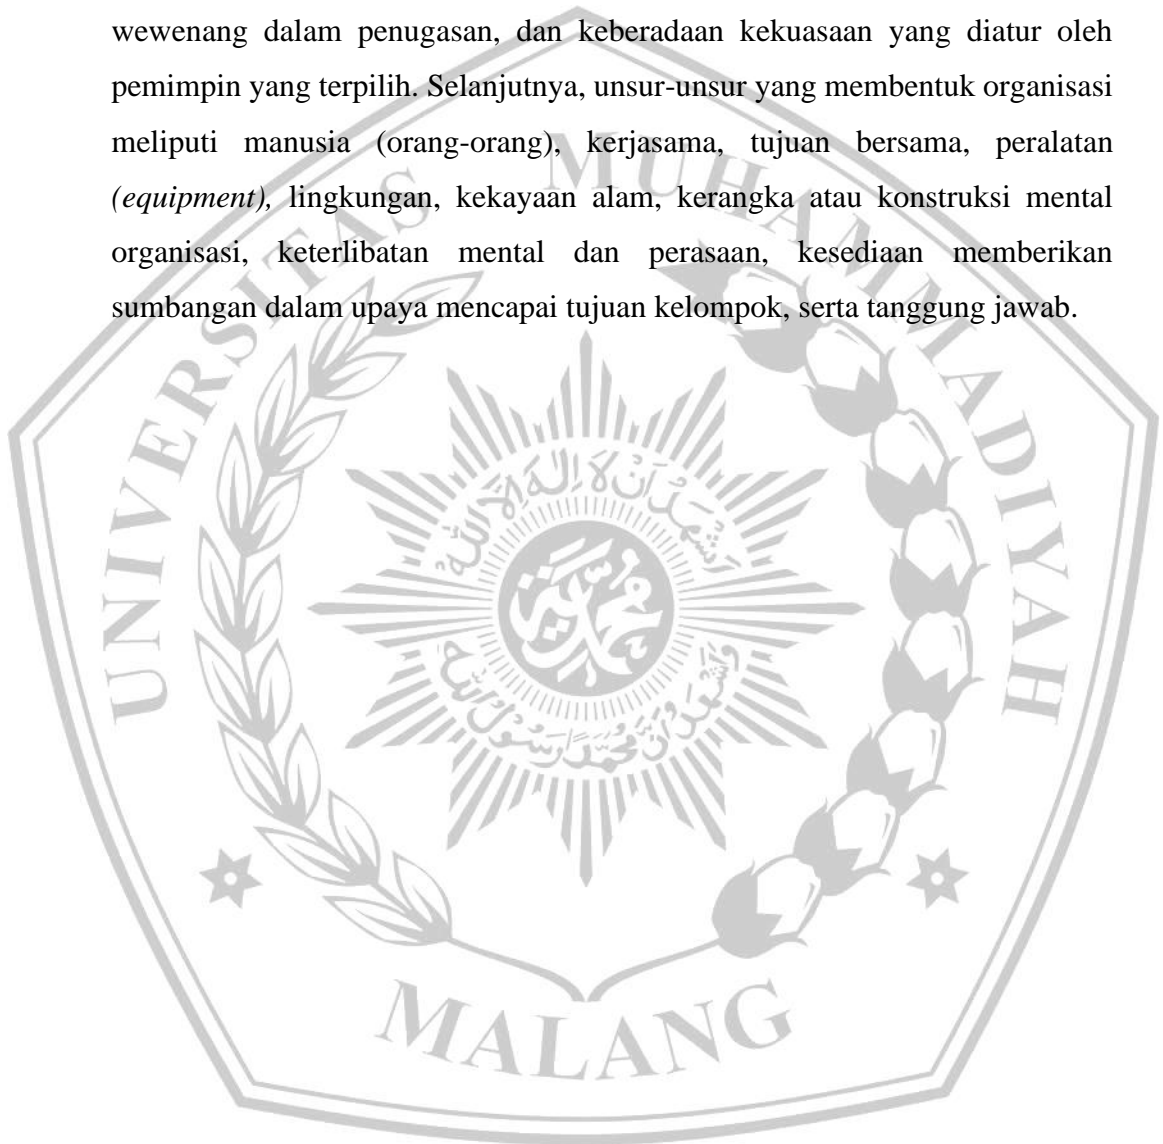 wewenang dalam penugasan, dan keberadaan kekuasaan yang diatur oleh
pemimpin yang terpilih. Selanjutnya, unsur-unsur yang membentuk organisasi
meliputi manusia (orang-orang), kerjasama, tujuan bersama, peralatan
(equipment), lingkungan, kekayaan alam, kerangka atau konstruksi mental
organisasi, keterlibatan mental dan perasaan, kesediaan memberikan
sumbangan dalam upaya mencapai tujuan kelompok, serta tanggung jawab.
UNIVERSITAS MUHAMMADIYAH
MALANG